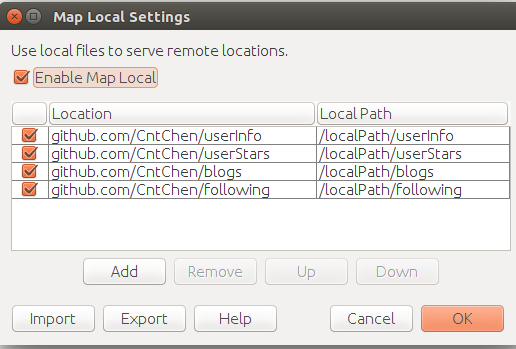 Map Local Settings
Use local files to serve remote locations.
Enable Map Local
Location Local Path
github.com/CntChen/userInfo /localPath/userInfo
github.com/CntChen/userStars /localPath/userStars
github.com/CntChen/blogs /localPath/blogs
github.com/CntChen/following /localPath/following
Add Remove Up Down
Import Export Help Cancel OK